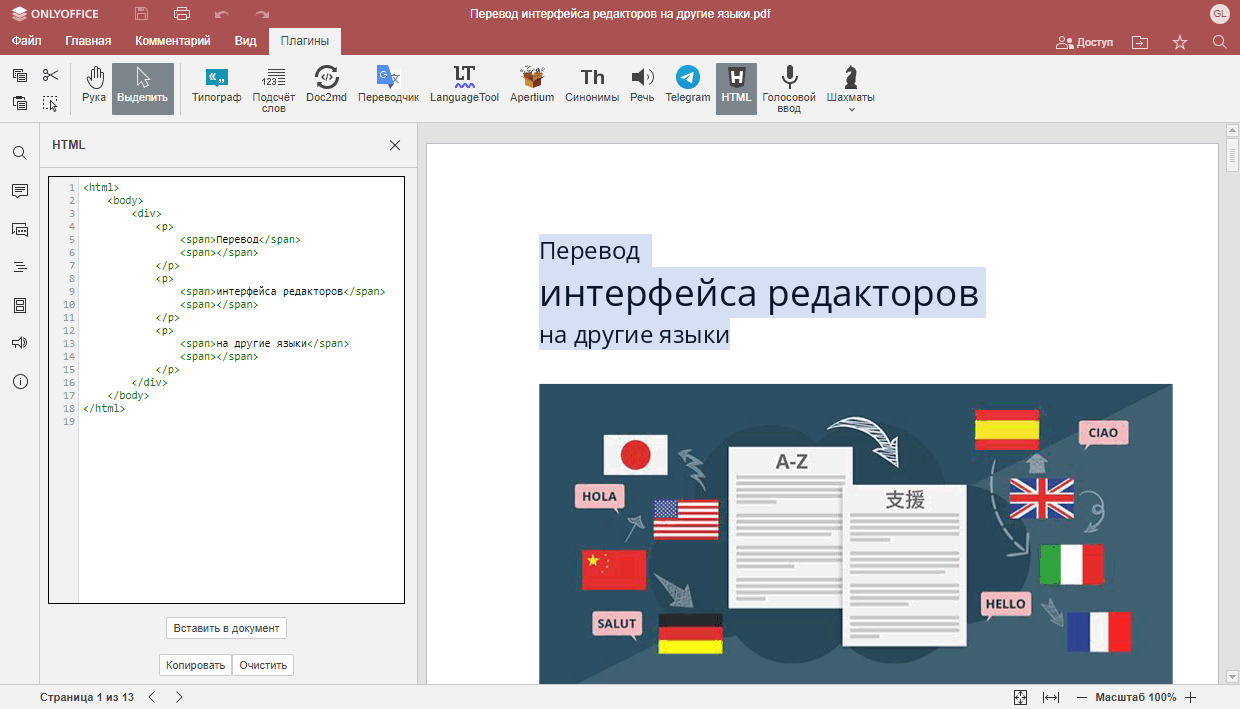 ONLYOFFICE
Перевод интерфейса редакторов на другие языки.pdf
GL
Файл Главная Комментарий Вид Плагины
Доступ
Рука Выделить Типограф Подсчёт слов Doc2md Переводчик LanguageTool Apertium Синонимы Речь Telegram HTML Голосовой ввод Шахматы
HTML
1 <html>
2 <body>
3 <div>
4 <p>
5 <span>Перевод</span>
6 <span></span>
7 </p>
8 <p>
9 <span>интерфейса редакторов</span>
10 <span></span>
11 </p>
12 <p>
13 <span>на другие языки</span>
14 <span></span>
15 </p>
16 </div>
17 </body>
18 </html>
19
Вставить в документ
Копировать Очистить
Перевод
интерфейса редакторов
на другие языки
CIAO
A-Z
HOLA
支援
HELLO
SALUT
Страница 1 из 13
Масштаб 100%